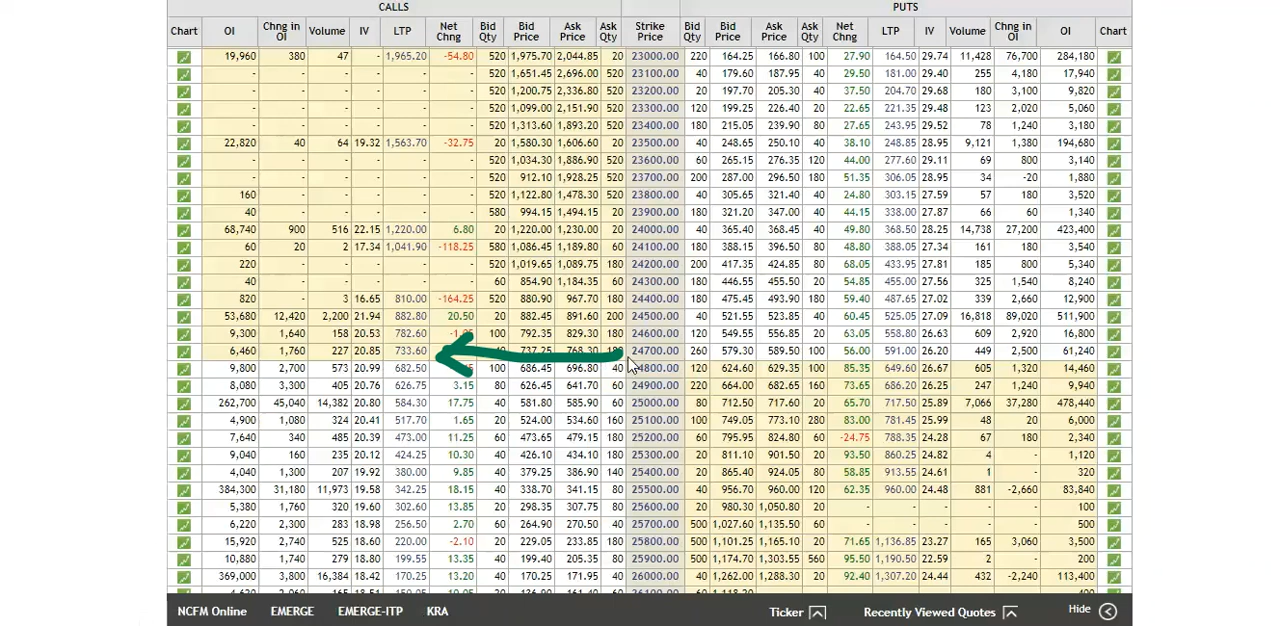 CALLS PUTS
Chart OI Chng in OI Volume IV LTP Net Chng Bid Qty Bid Price Ask Price Ask Qty Strike Price Bid Qty Bid Price Ask Price Ask Qty Net Chng LTP IV Volume Chng in OI OI Chart
19,960 380 47 - 1,965.20 -54.80 520 1,975.70 2,044.85 20 23000.00 220 164.25 166.80 100 27.90 164.50 29.74 11,428 76,700 284,180
- - - - - - 520 1,651.45 2,696.00 520 23100.00 40 179.60 187.95 40 29.50 181.00 29.40 255 4,180 17,940
- - - - - - 520 1,200.75 2,336.80 520 23200.00 20 197.70 205.30 40 37.50 204.70 29.68 180 3,100 9,820
- - - - - - 520 1,099.00 2,151.90 520 23300.00 120 199.25 226.40 20 22.65 221.35 29.48 123 2,020 5,060
- - - - - - 520 1,313.60 1,893.20 520 23400.00 180 215.05 239.90 80 27.65 243.95 29.52 78 1,240 3,180
22,820 40 64 19.32 1,563.70 -32.75 20 1,580.30 1,606.60 20 23500.00 40 248.65 250.10 40 38.10 248.85 28.95 9,121 1,380 194,680
- - - - - - 520 1,034.30 1,886.90 520 23600.00 60 265.15 276.35 120 44.00 277.60 29.11 69 800 3,140
- - - - - - 520 912.10 1,928.25 520 23700.00 200 287.00 296.50 180 51.35 306.05 28.95 34 -20 1,880
160 - - - - - 520 1,122.80 1,478.30 520 23800.00 40 305.65 321.40 40 24.80 303.15 27.59 57 180 3,520
40 - - - - - 580 994.15 1,494.15 20 23900.00 180 321.20 347.00 40 44.15 338.00 27.87 66 60 1,340
68,740 900 516 22.15 1,220.00 6.80 20 1,220.00 1,230.00 20 24000.00 40 365.40 368.45 40 49.80 368.50 28.25 14,738 27,200 423,400
60 20 2 17.34 1,041.90 -118.25 580 1,086.45 1,189.80 60 24100.00 180 388.15 396.50 80 48.80 388.05 27.34 161 180 3,540
220 - - - - - 520 1,019.65 1,089.75 180 24200.00 200 417.35 424.85 80 68.05 433.95 27.81 185 800 5,340
40 - - - - - 60 854.90 1,184.35 60 24300.00 40 446.55 455.50 20 54.85 455.00 27.56 325 1,540 8,240
820 - 3 16.65 810.00 -164.25 520 880.90 967.70 180 24400.00 180 475.45 493.90 180 59.40 487.65 27.02 339 2,660 12,900
53,680 12,420 2,200 21.94 882.80 20.50 20 882.45 891.60 200 24500.00 40 521.55 523.85 40 60.45 525.05 27.09 16,818 89,020 511,900
9,300 1,640 158 20.53 782.60 100 792.35 829.30 180 24600.00 120 549.55 556.85 20 63.05 558.80 26.63 609 2,920 16,800
6,460 1,760 227 20.85 733.60 737.25 768.30 24700.00 260 579.30 589.50 100 56.00 591.00 26.20 449 2,500 61,240
9,800 2,700 573 20.99 682.50 100 686.45 696.80 40 24800.00 120 624.60 629.35 100 85.35 649.60 26.67 605 1,320 14,460
8,080 3,300 405 20.76 626.75 3.15 80 626.45 641.70 60 24900.00 220 664.00 682.65 160 73.65 686.20 26.25 247 1,240 9,940
262,700 45,040 14,382 20.80 584.30 17.75 40 581.80 585.90 60 25000.00 80 712.50 717.60 20 65.70 717.50 25.89 7,066 37,280 478,440
4,900 1,080 324 20.41 517.70 1.65 20 524.00 534.60 160 25100.00 100 749.05 773.10 280 83.00 781.45 25.99 48 20 6,000
7,640 340 485 20.39 473.00 11.25 60 473.65 479.15 180 25200.00 60 795.95 824.80 60 -24.75 788.35 24.28 67 180 2,340
9,040 160 235 20.12 424.25 10.30 40 426.10 434.10 180 25300.00 20 811.10 901.50 20 93.50 860.25 24.82 4 - 1,120
4,040 1,300 207 19.92 380.00 9.85 40 379.25 386.90 140 25400.00 20 865.40 924.05 80 58.85 913.55 24.61 1 - 320
384,300 31,180 11,973 19.58 342.25 18.15 40 338.70 341.15 80 25500.00 40 956.70 960.00 120 62.35 960.00 24.48 881 -2,660 83,840
5,380 1,760 320 19.60 302.60 13.85 20 298.35 307.75 80 25600.00 20 980.30 1,050.80 20 - - - - - 100
6,220 2,300 283 18.98 256.50 2.70 60 264.90 270.50 40 25700.00 500 1,027.60 1,135.50 60 - - - - - 500
15,920 2,740 525 18.60 220.00 -2.10 20 229.05 233.85 180 25800.00 500 1,101.25 1,165.10 20 71.65 1,136.85 23.27 165 3,060 3,500
10,880 1,740 279 18.80 199.55 13.35 40 199.40 205.35 80 25900.00 500 1,174.70 1,303.55 560 95.50 1,190.50 22.59 2 - 200
369,000 3,800 16,384 18.42 170.25 13.20 40 170.25 171.95 40 26000.00 40 1,262.00 1,288.30 20 92.40 1,307.20 24.44 432 -2,240 113,400
NCFM Online EMERGE EMERGE-ITP KRA Ticker Recently Viewed Quotes Hide